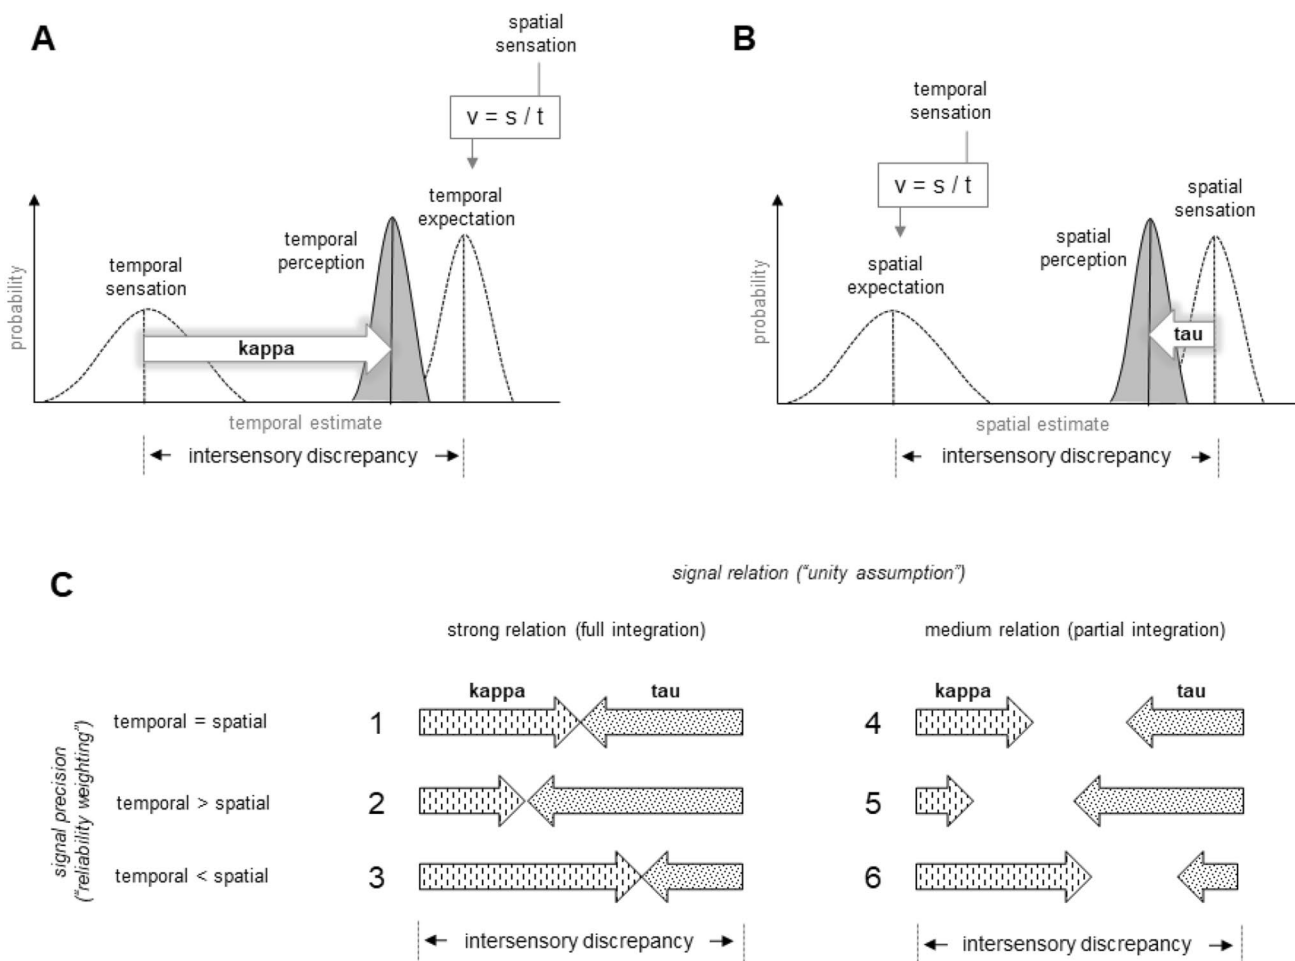 A
spatial
sensation
v = s / t
temporal
expectation
temporal
perception
temporal
sensation
probability
kappa
temporal estimate
intersensory discrepancy
B
temporal
sensation
v = s / t
spatial
sensation
spatial
perception
spatial
expectation
probability
tau
spatial estimate
intersensory discrepancy
C
signal relation (“unity assumption”)
strong relation (full integration)
medium relation (partial integration)
signal precision
(“reliability weighting”)
kappa
tau
kappa
tau
temporal = spatial
1
4
temporal > spatial
2
5
temporal < spatial
3
6
intersensory discrepancy
intersensory discrepancy